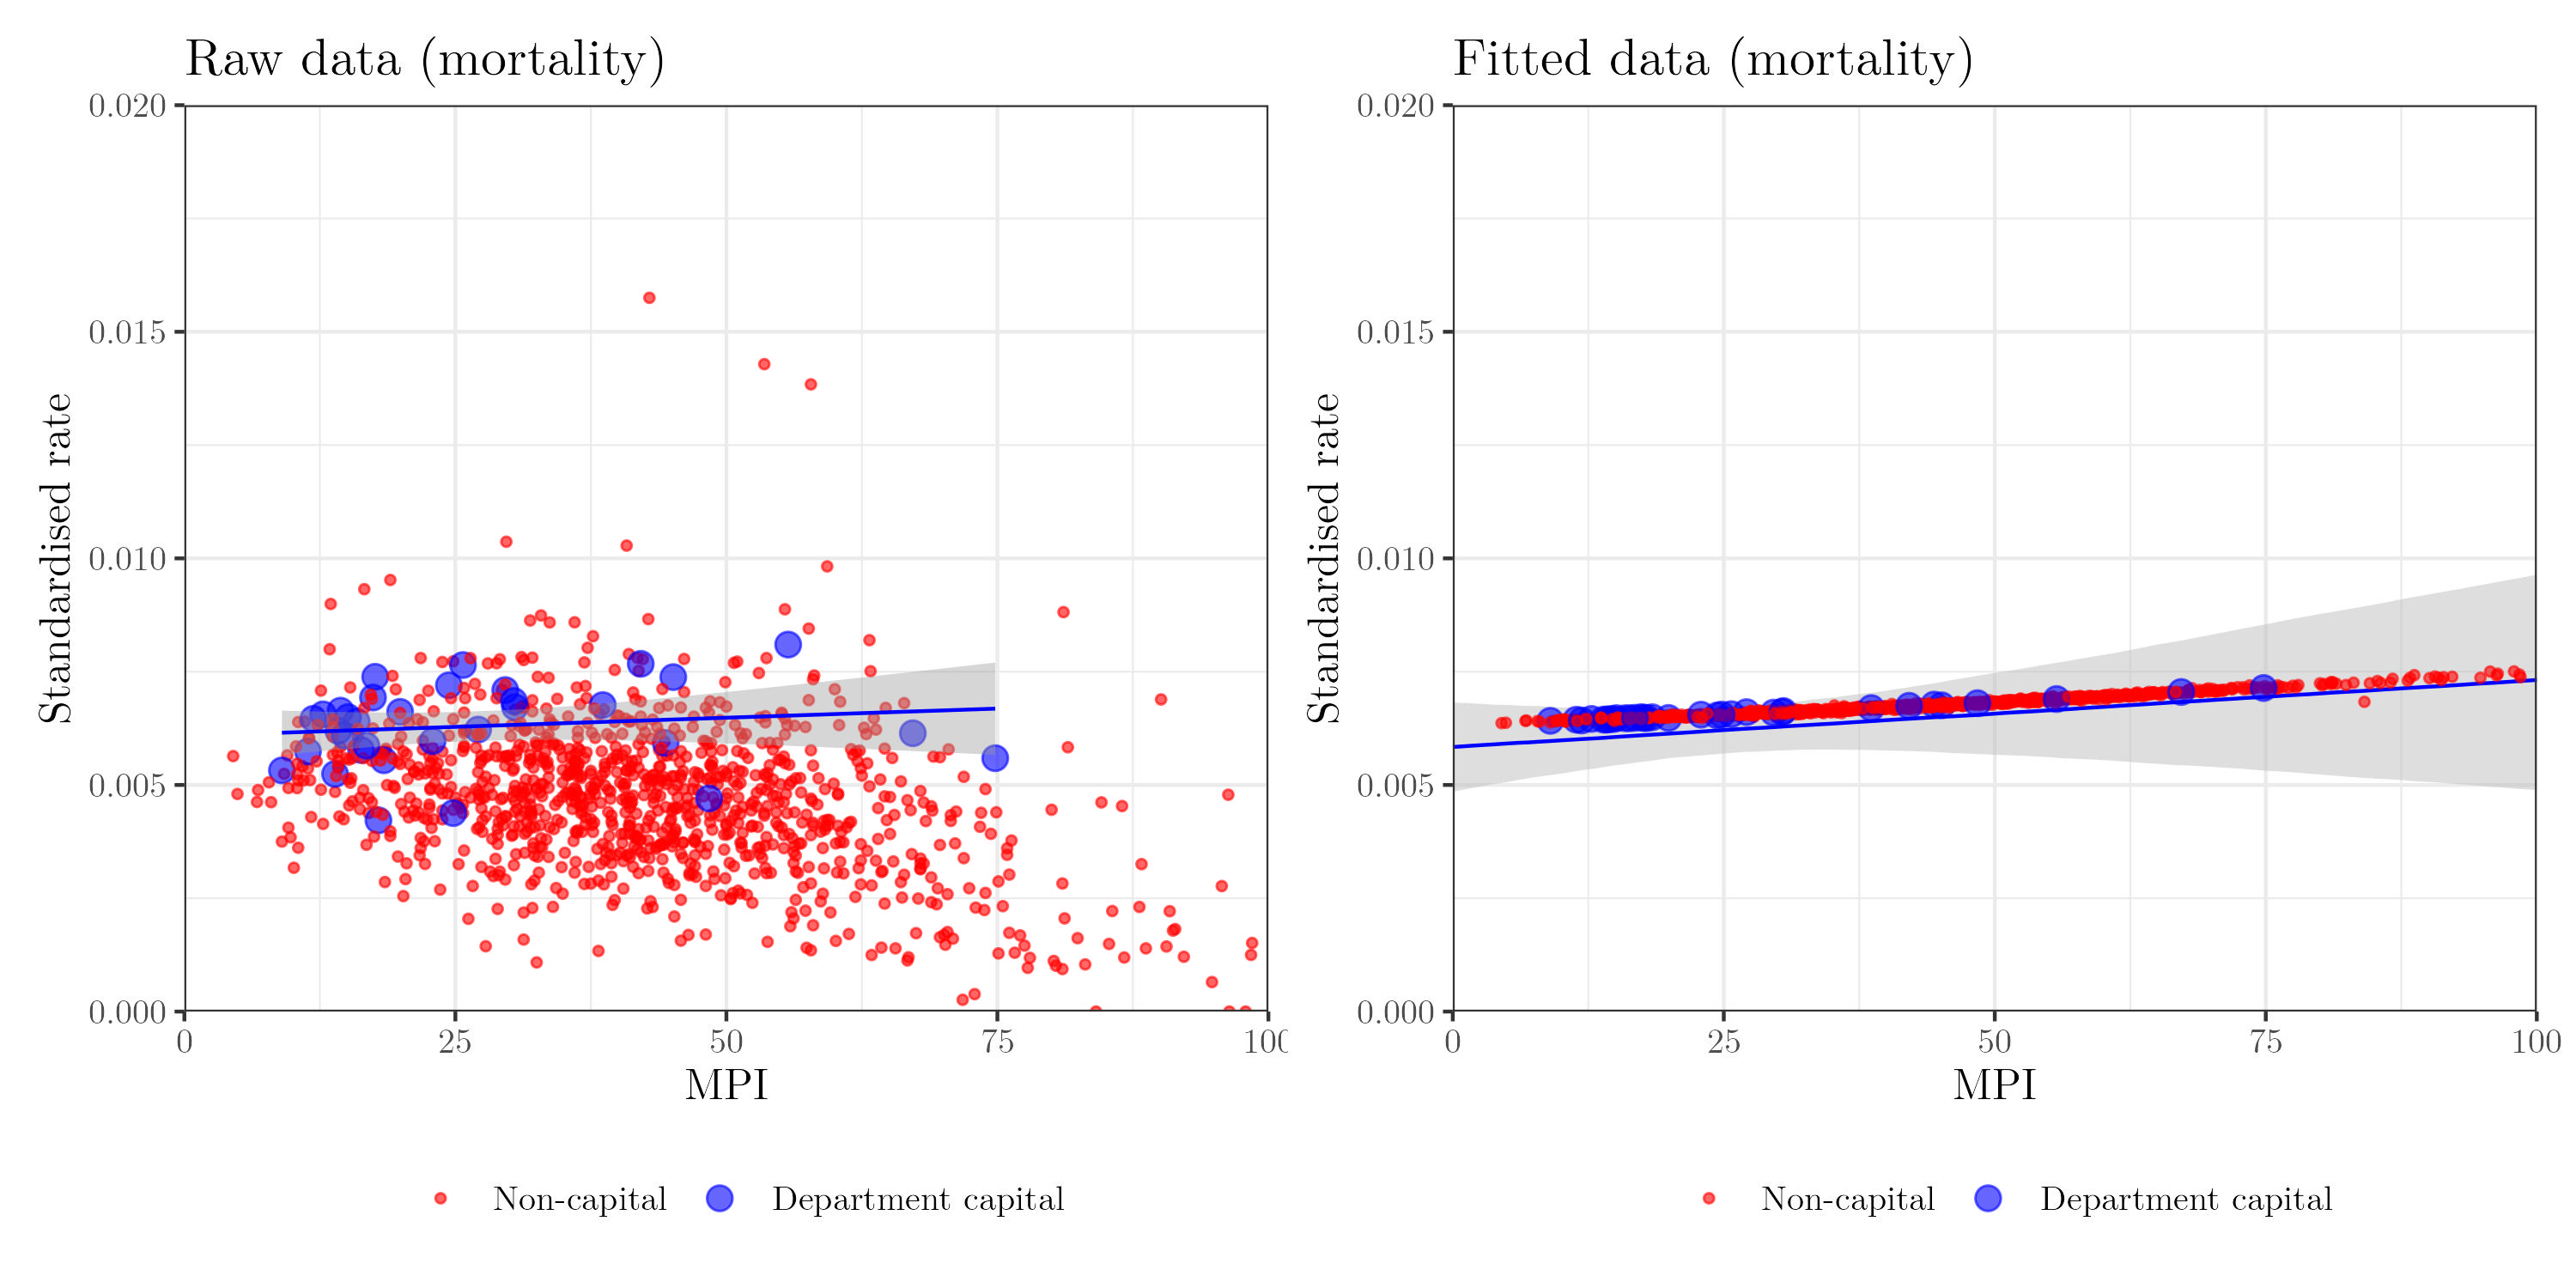 Raw data (mortality)
Standardised rate
0.020
0.015
0.010
0.005
0.000
0 25 50 75 100
MPI
Non-capital Department capital
Fitted data (mortality)
Standardised rate
0.020
0.015
0.010
0.005
0.000
0 25 50 75 100
MPI
Non-capital Department capital